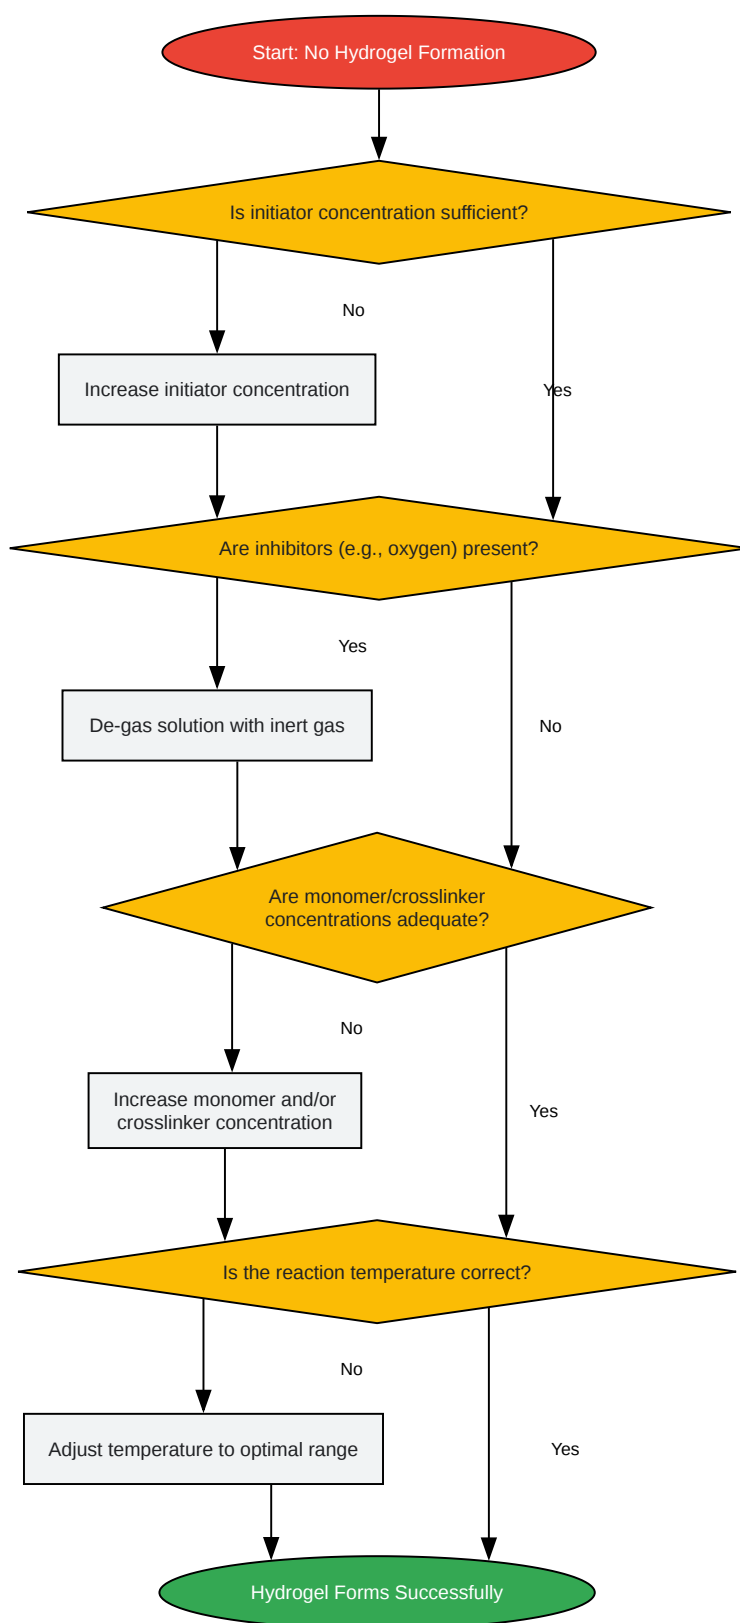 Start: No Hydrogel Formation
Is initiator concentration sufficient?
No
Increase initiator concentration
Yes
Are inhibitors (e.g., oxygen) present?
Yes
De-gas solution with inert gas
No
Are monomer/crosslinker
concentrations adequate?
No
Increase monomer and/or
crosslinker concentration
Yes
Is the reaction temperature correct?
No
Adjust temperature to optimal range
Yes
Hydrogel Forms Successfully